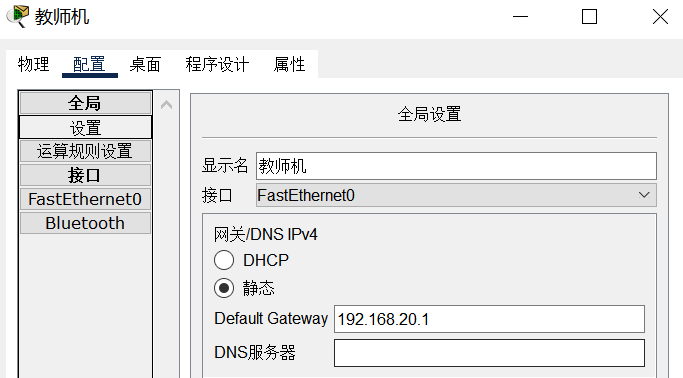 教师机
物理 配置 桌面 程序设计 属性
全局
设置
运算规则设置
接口
FastEthernet0
Bluetooth
全局设置
显示名 教师机
接口 FastEthernet0
网关/DNS IPv4
DHCP
静态
Default Gateway 192.168.20.1
DNS服务器